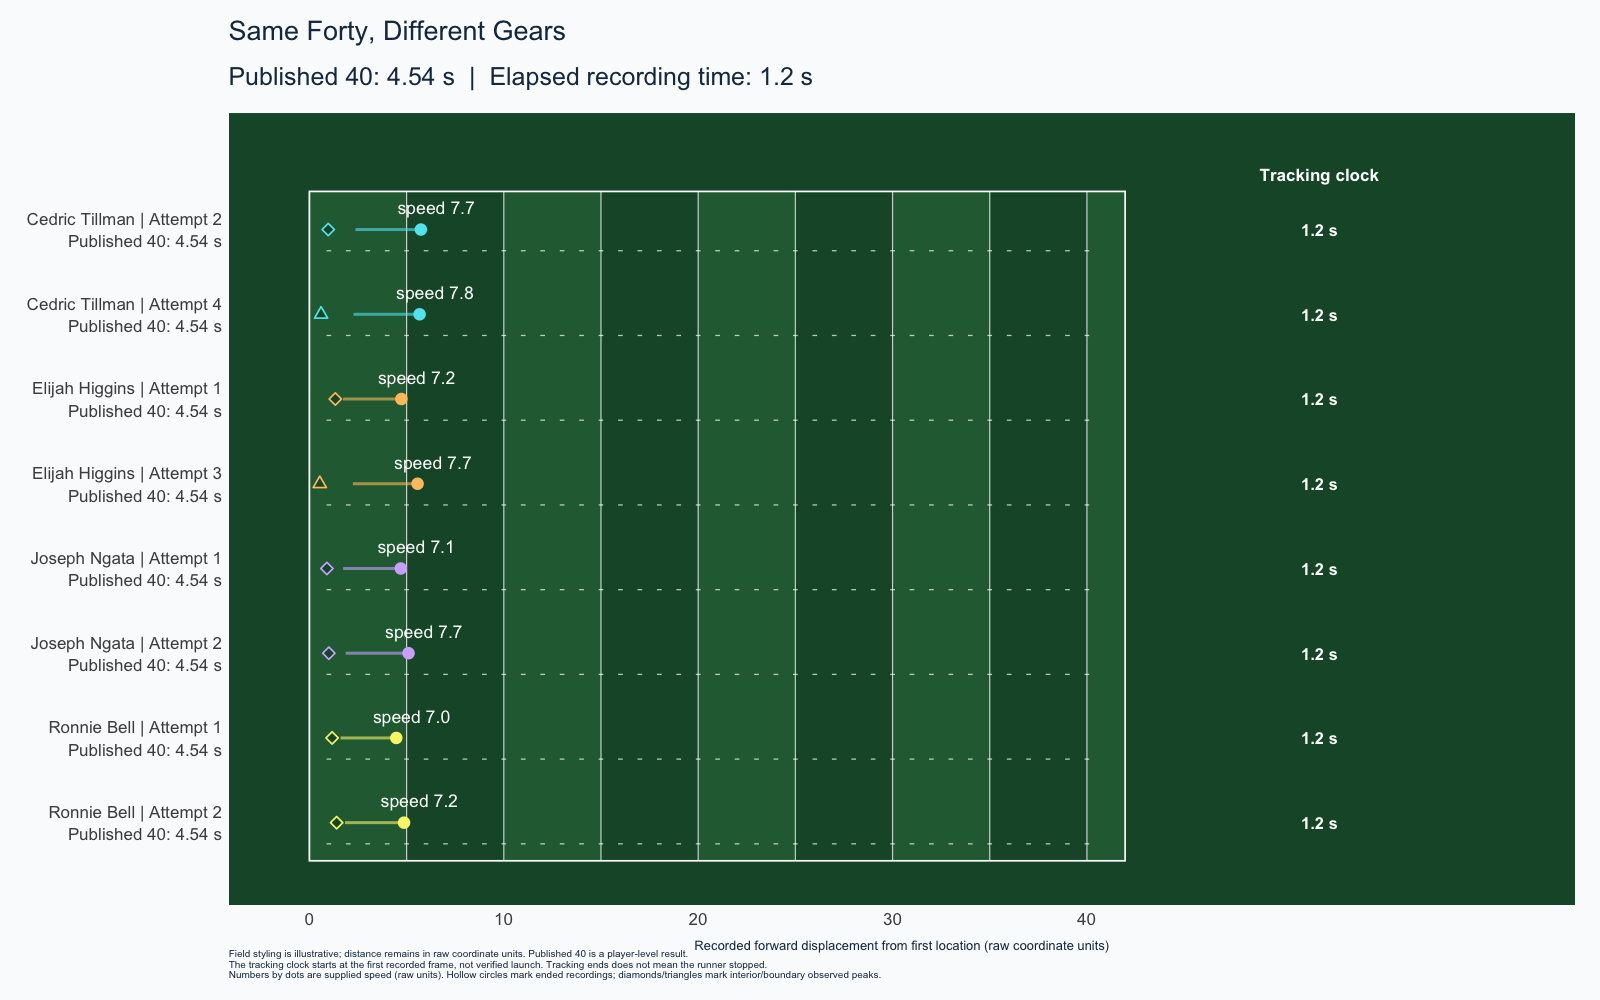 Same Forty, Different Gears
Published 40: 4.54 s | Elapsed recording time: 1.2 s
Tracking clock
Cedric Tillman | Attempt 2
Published 40: 4.54 s
speed 7.7
1.2 s
Cedric Tillman | Attempt 4
Published 40: 4.54 s
speed 7.8
1.2 s
Elijah Higgins | Attempt 1
Published 40: 4.54 s
speed 7.2
1.2 s
Elijah Higgins | Attempt 3
Published 40: 4.54 s
speed 7.7
1.2 s
Joseph Ngata | Attempt 1
Published 40: 4.54 s
speed 7.1
1.2 s
Joseph Ngata | Attempt 2
Published 40: 4.54 s
speed 7.7
1.2 s
Ronnie Bell | Attempt 1
Published 40: 4.54 s
speed 7.0
1.2 s
Ronnie Bell | Attempt 2
Published 40: 4.54 s
speed 7.2
1.2 s
0 10 20 30 40
Recorded forward displacement from first location (raw coordinate units)
Field styling is illustrative; distance remains in raw coordinate units. Published 40 is a player-level result.
The tracking clock starts at the first recorded frame, not verified launch. Tracking ends does not mean the runner stopped.
Numbers by dots are supplied speed (raw units). Hollow circles mark ended recordings; diamonds/triangles mark interior/boundary observed peaks.